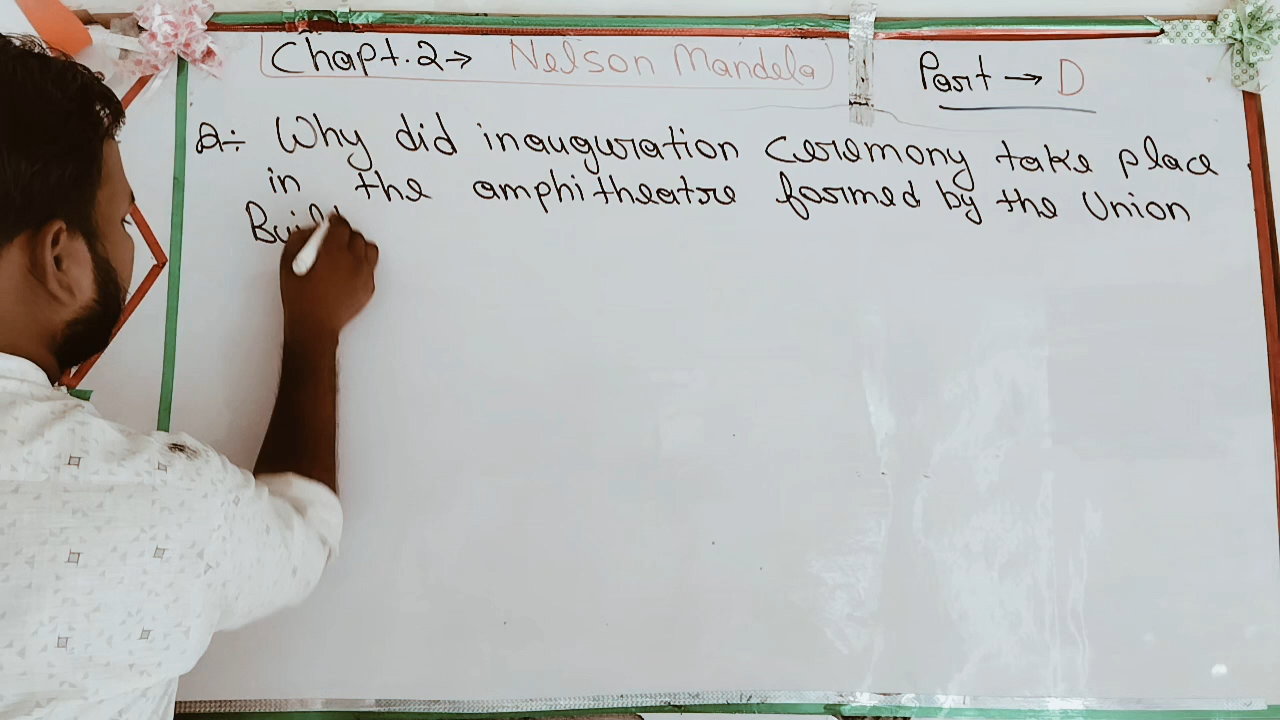 Chapt.2→ Nelson Mandela
Part → D
Q÷ Why did inauguration ceremony take place
in the amphitheatre formed by the Union